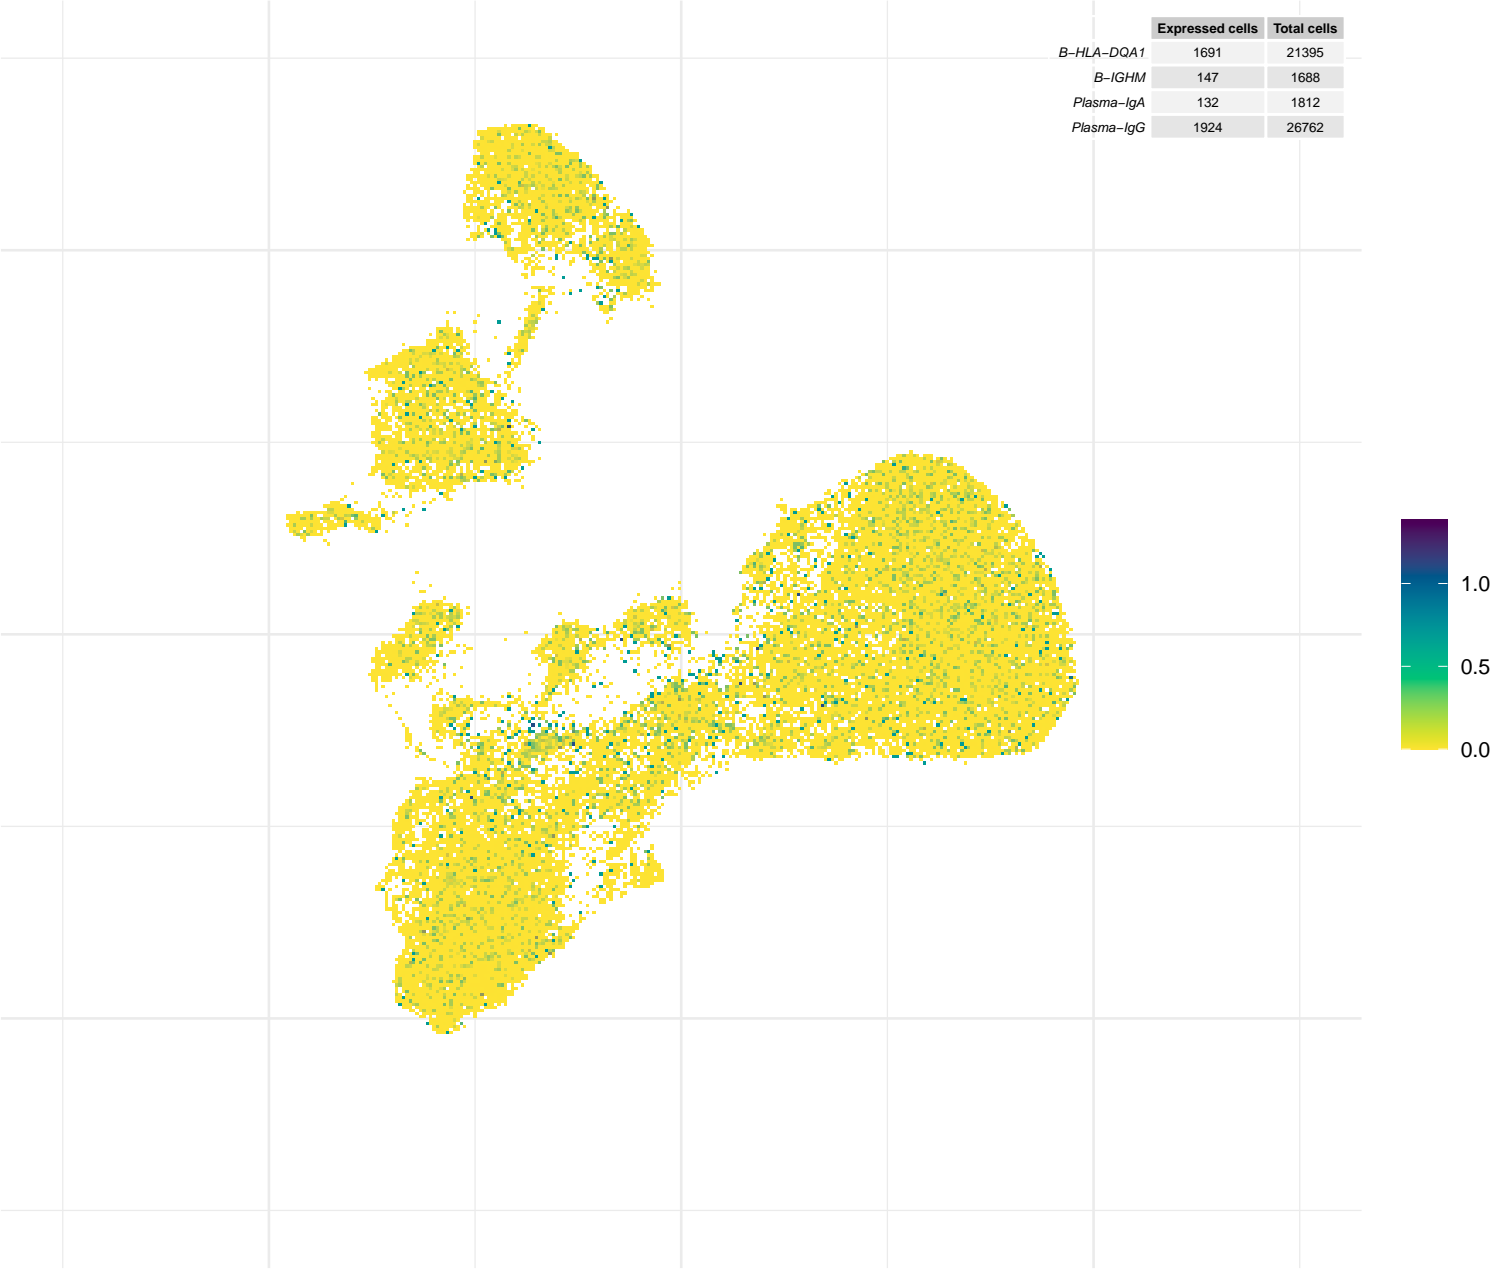 Expressed cells Total cells
B−HLA−DQA1 1691 21395
B−IGHM 147 1688
Plasma−IgA 132 1812
Plasma−IgG 1924 26762
1.0
0.5
0.0